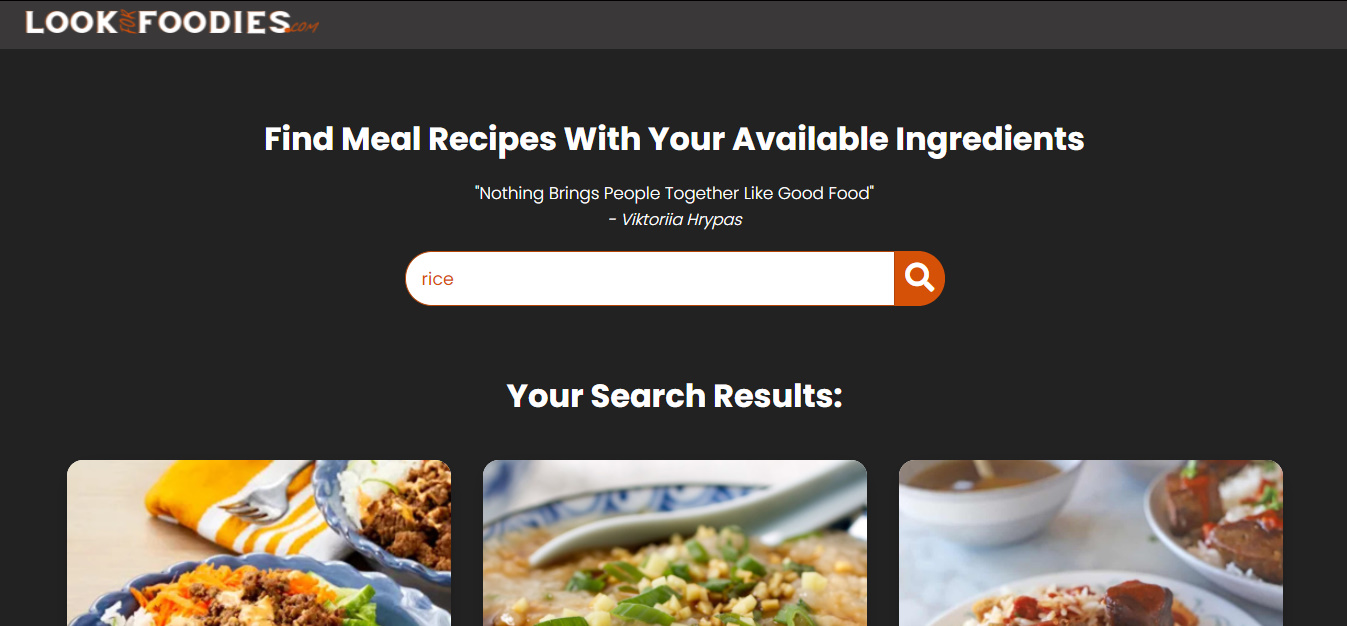 LOOK FOR FOODIES.COM
Find Meal Recipes With Your Available Ingredients
"Nothing Brings People Together Like Good Food"
- Viktoriia Hrypas
rice
Your Search Results: